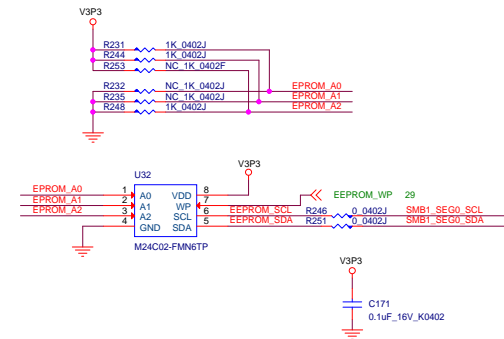 V3P3
R231 1K_0402J
R244 1K_0402J
R253 NC_1K_0402F
R232 NC_1K_0402J EPROM_A0
R235 NC_1K_0402J EPROM_A1
R248 1K_0402J EPROM_A2
U32 V3P3
EPROM_A0 1 A0 VDD 8
EPROM_A1 2 A1 WP 7 EEPROM_WP 29
EPROM_A2 3 A2 SCL 6 EEPROM_SCL R246 0_0402J SMB1_SEG0_SCL
4 GND SDA 5 EEPROM_SDA R251 0_0402J SMB1_SEG0_SDA
M24C02-FMN6TP
V3P3
C171
0.1uF_16V_K0402